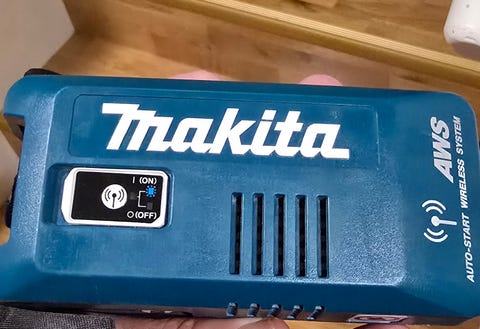 Makita
I (ON)
O (OFF)
AWS
AUTO-START WIRELESS SYSTEM